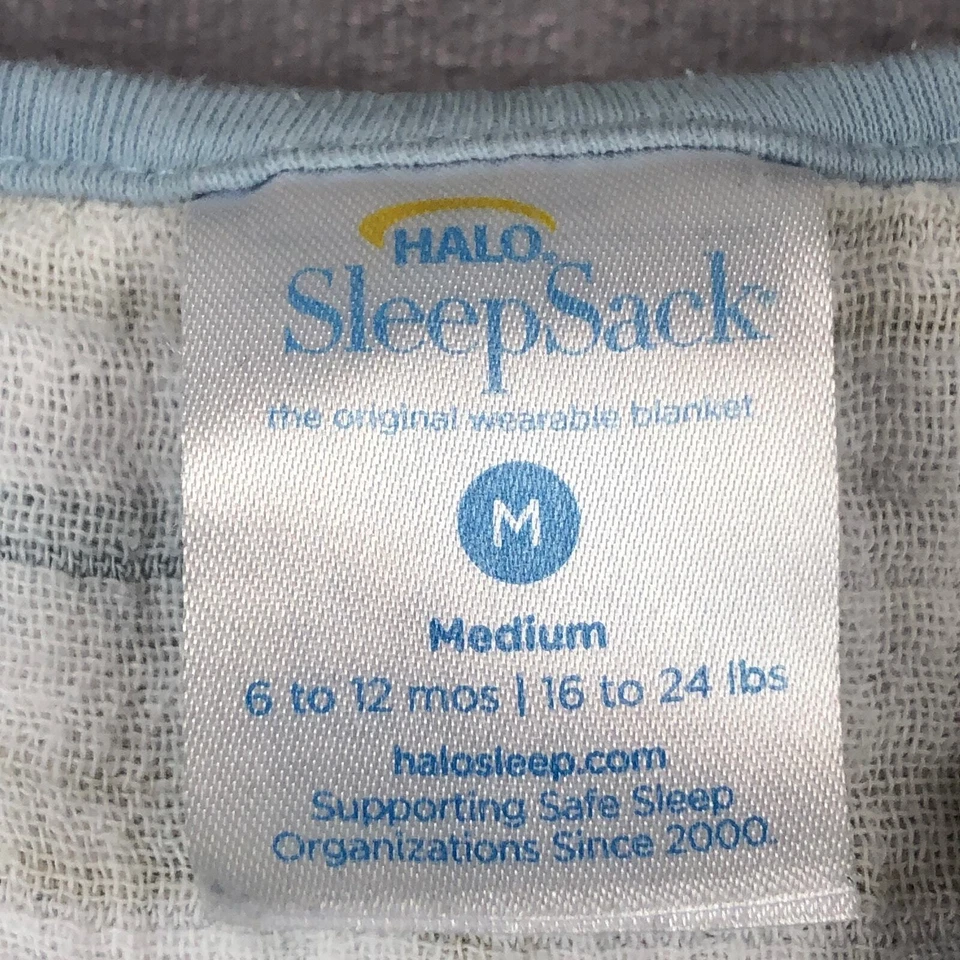 HALO®
SleepSack®
the original wearable blanket
M
Medium
6 to 12 mos | 16 to 24 lbs
halosleep.com
Supporting Safe Sleep
Organizations Since 2000.